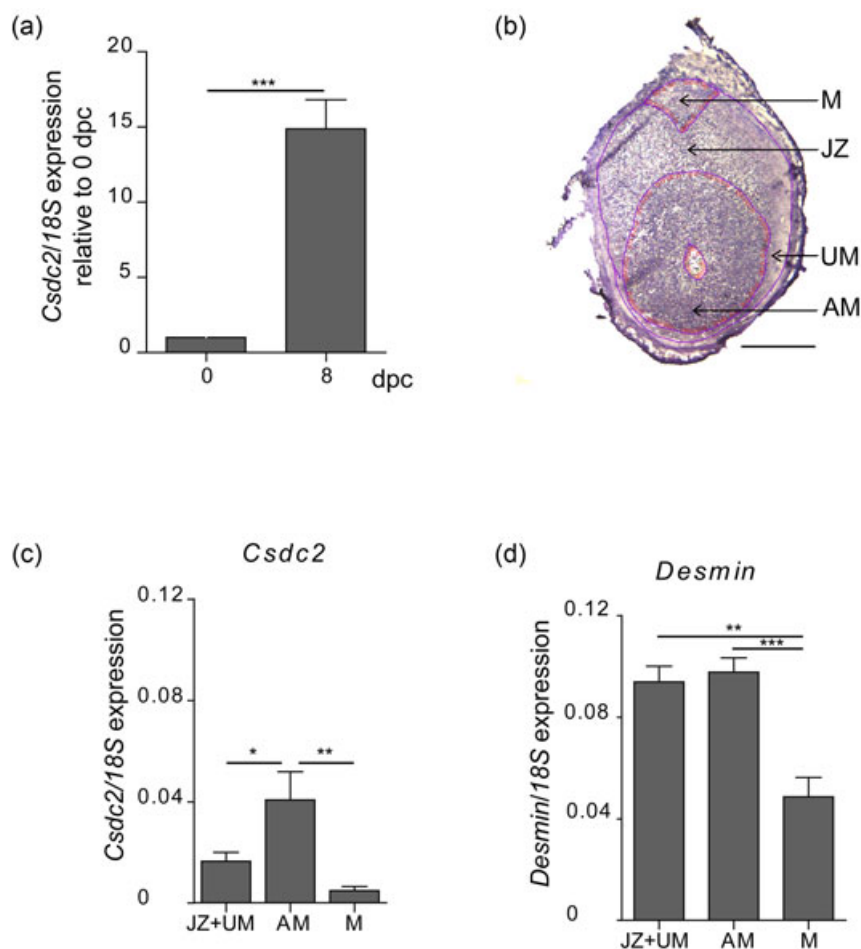 (a)
Csdc2/18S expression
relative to 0 dpc
20
15
10
5
0
***
0 8 dpc
(b)
M
JZ
UM
AM
(c)
Csdc2
Csdc2/18S expression
0.12
0.08
0.04
0
* **
JZ+UM AM M
(d)
Desmin
Desmin/18S expression
0.12
0.08
0.04
0
**
***
JZ+UM AM M